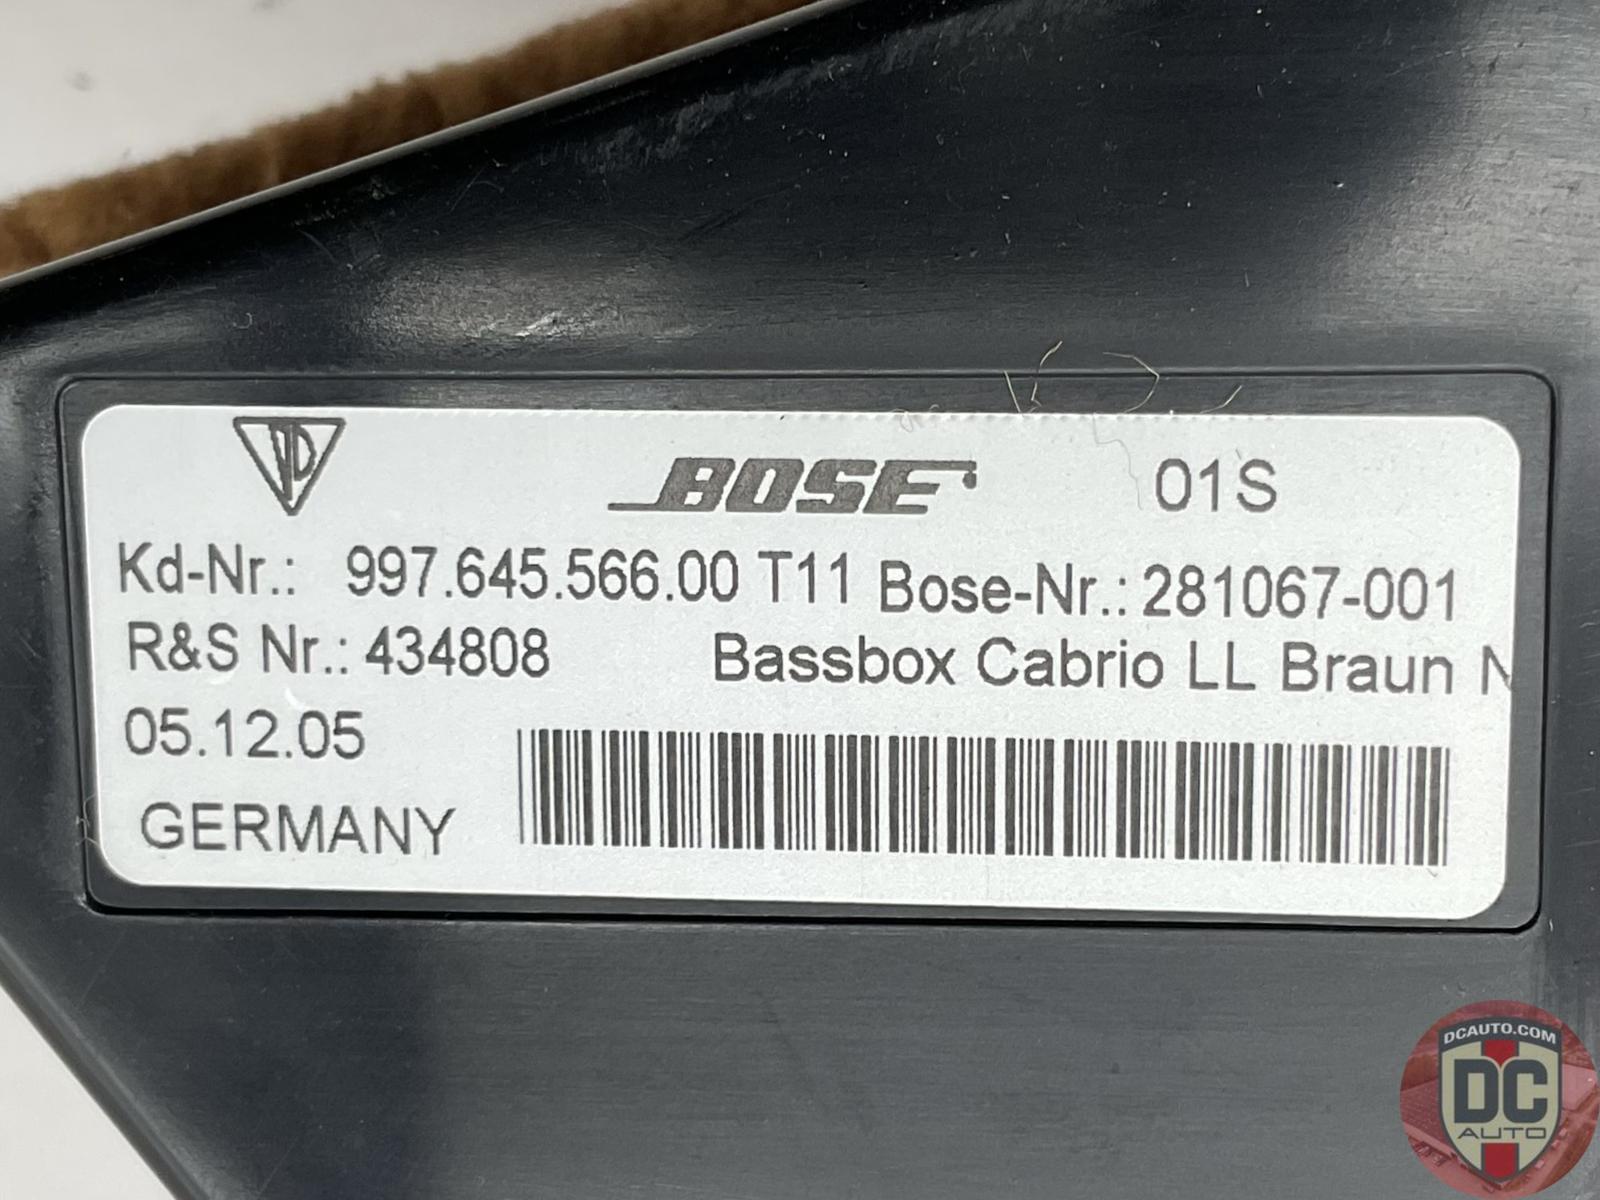 BOSE 01S
Kd-Nr.: 997.645.566.00 T11 Bose-Nr.: 281067-001
R&S Nr.: 434808 Bassbox Cabrio LL Braun N
05.12.05
GERMANY
DCAUTO.COM
DC
AUTO